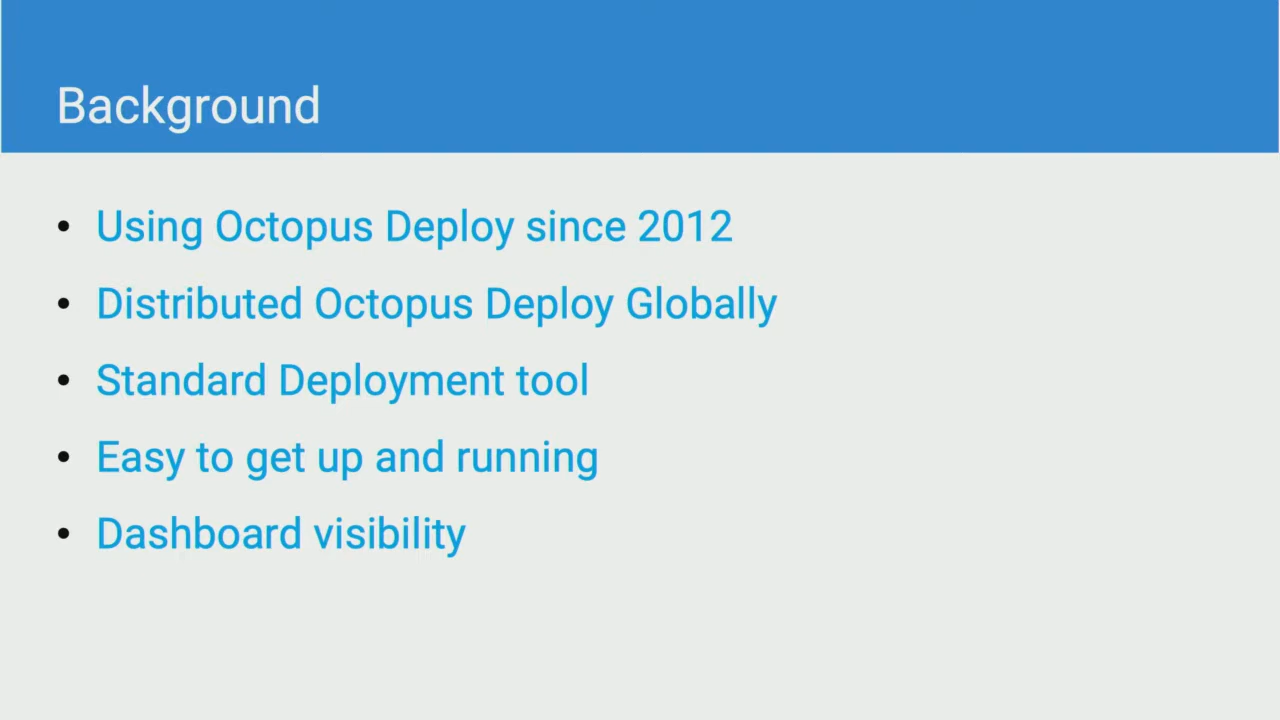 Background
• Using Octopus Deploy since 2012
• Distributed Octopus Deploy Globally
• Standard Deployment tool
• Easy to get up and running
• Dashboard visibility